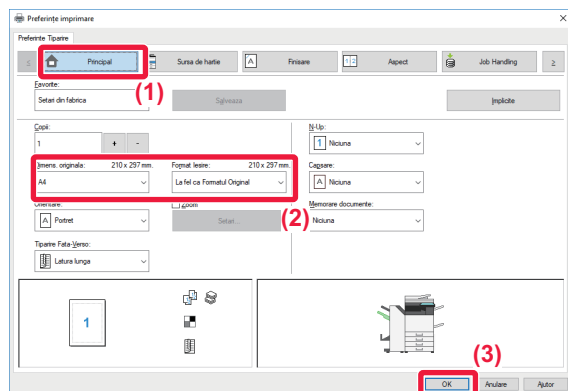 Preferințe imprimare
Preferinte Tiparire
Principal
Sursa de hartie
Finisare
Aspect
Job Handling
(1)
Favorite:
Setari din fabrica
Salveaza
Implicite
Copii:
1
+ -
N-Up:
1 Niciuna
Dimens. originala: 210 x 297 mm.
A4
Format Iesire: 210 x 297 mm.
La fel ca Formatul Original
Capsare:
A Niciuna
(2)
Orientare:
A Portret
Zoom
Setari...
Memorare documente:
Niciuna
Tiparire Fata-Verso:
Latura lunga
1
(3)
OK
Anulare
Ajutor